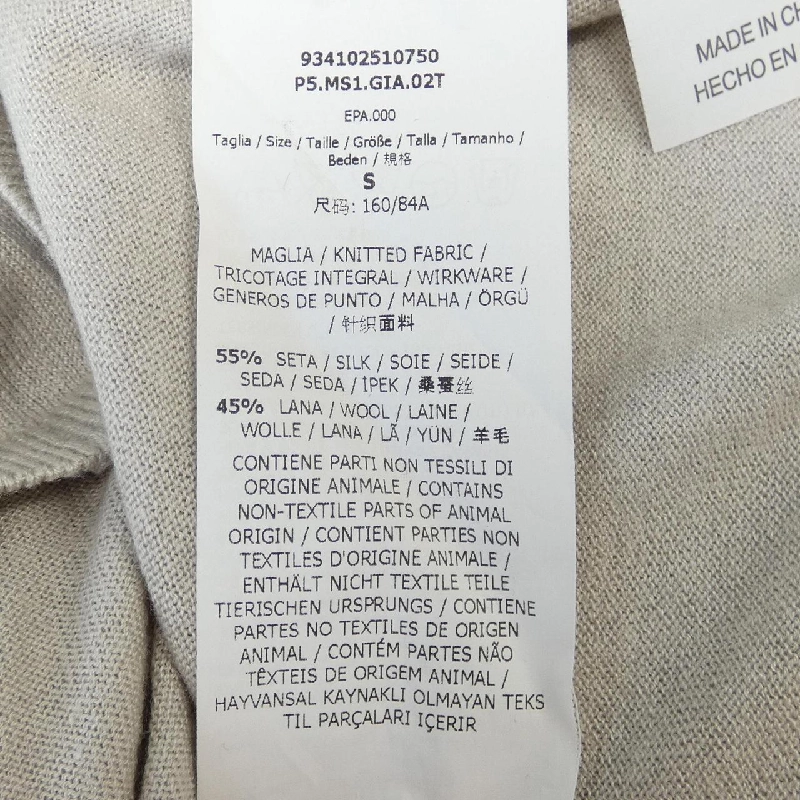 934102510750
P5.MS1.GIA.02T
EPA.000
Taglia / Size / Taille / Größe / Talla / Tamanho /
Beden / 規格
S
尺码: 160/84A
MAGLIA / KNITTED FABRIC /
TRICOTAGE INTEGRAL / WIRKWARE /
GENEROS DE PUNTO / MALHA / ÖRGÜ
/ 针织面料
55% SETA / SILK / SOIE / SEIDE /
SEDA / SEDA / IPEK / 桑蚕丝
45% LANA / WOOL / LAINE /
WOLLE / LANA / LÃ / YÜN / 羊毛
CONTIENE PARTI NON TESSILI DI
ORIGINE ANIMALE / CONTAINS
NON-TEXTILE PARTS OF ANIMAL
ORIGIN / CONTIENT PARTIES NON
TEXTILES D'ORIGINE ANIMALE /
ENTHÄLT NICHT TEXTILE TEILE
TIERISCHEN URSPRUNGS / CONTIENE
PARTES NO TEXTILES DE ORIGEN
ANIMAL / CONTÉM PARTES NÃO
TÊXTEIS DE ORIGEM ANIMAL /
HAYVANSAL KAYNAKLI OLMAYAN TEKS
TIL PARÇALARI IÇERIR
MADE IN CH
HECHO EN